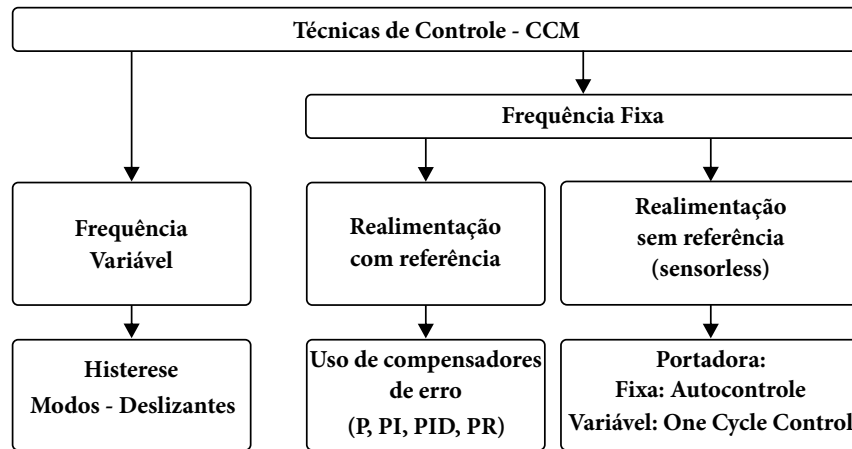 Técnicas de Controle - CCM
Frequência Fixa
Frequência
Variável
Realimentação
com referência
Realimentação
sem referência
(sensorless)
Histerese
Modos - Deslizantes
Uso de compensadores
de erro
(P, PI, PID, PR)
Portadora:
Fixa: Autocontrole
Variável: One Cycle Control